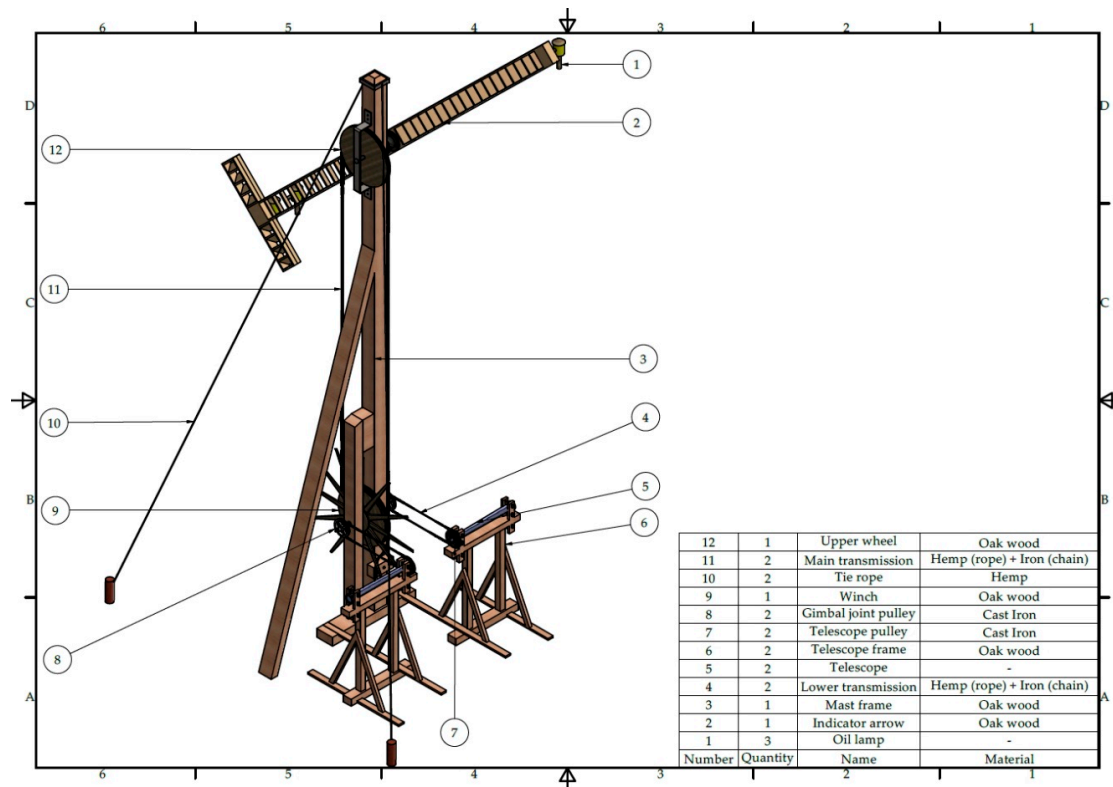 6 5 4 3 2 1
1
D D
2
12
11
C C
3
10
4
B B
5
9
6
12 1 Upper wheel Oak wood
11 2 Main transmission Hemp (rope) + Iron (chain)
10 2 Tie rope Hemp
9 1 Winch Oak wood
8 2 Gimbal joint pulley Cast Iron
7 2 Telescope pulley Cast Iron
6 2 Telescope frame Oak wood
5 2 Telescope -
4 2 Lower transmission Hemp (rope) + Iron (chain)
3 1 Mast frame Oak wood
2 1 Indicator arrow Oak wood
1 3 Oil lamp -
Number Quantity Name Material
8
A A
7
6 5 4 3 2 1